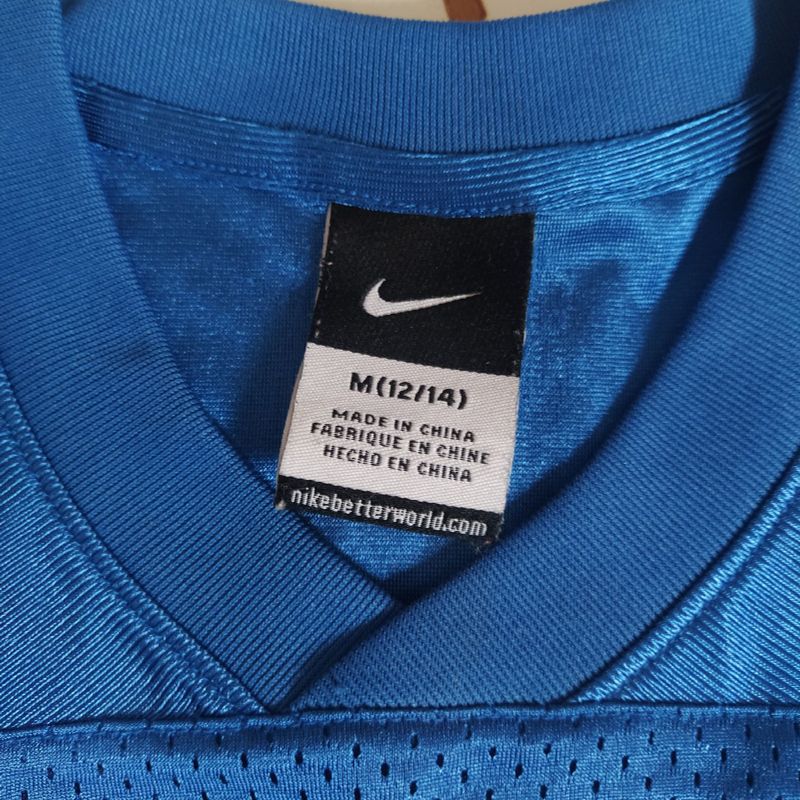 M(12/14)
MADE IN CHINA
FABRIQUE EN CHINE
HECHO EN CHINA
nikebetterworld.com